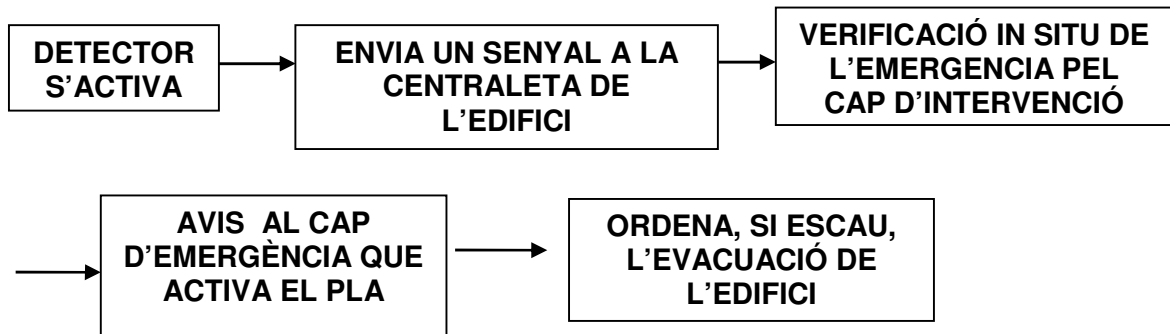 DETECTOR
S’ACTIVA
ENVIA UN SENYAL A LA
CENTRALETA DE
L’EDIFICI
VERIFICACIÓ IN SITU DE
L’EMERGENCIA PEL
CAP D’INTERVENCIÓ
AVIS AL CAP
D’EMERGÈNCIA QUE
ACTIVA EL PLA
ORDENA, SI ESCAU,
L’EVACUACIÓ DE
L’EDIFICI